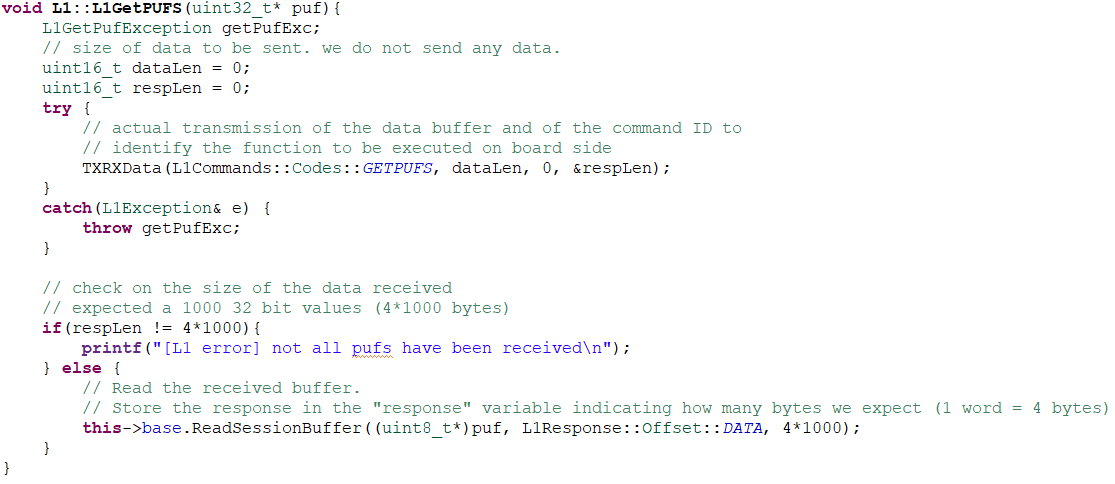 void L1::L1GetPUFS(uint32_t* puf){
    L1GetPufException getPufExc;
    // size of data to be sent. we do not send any data.
    uint16_t dataLen = 0;
    uint16_t respLen = 0;
    try {
        // actual transmission of the data buffer and of the command ID to
        // identify the function to be executed on board side
        TXRXData(L1Commands::Codes::GETPUFS, dataLen, 0, &respLen);
    }
    catch(L1Exception& e) {
        throw getPufExc;
    }

    // check on the size of the data received
    // expected a 1000 32 bit values (4*1000 bytes)
    if(respLen != 4*1000){
        printf("[L1 error] not all pufs have been received\n");
    } else {
        // Read the received buffer.
        // Store the response in the "response" variable indicating how many bytes we expect (1 word = 4 bytes)
        this->base.ReadSessionBuffer((uint8_t*)puf, L1Response::Offset::DATA, 4*1000);
    }
}